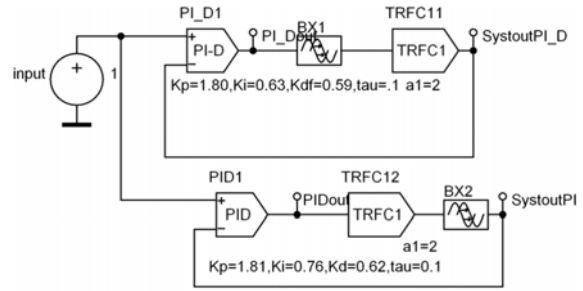 PI_D1
TRFC11
BX1
PI_Dout
SystoutPI_D
+
PI-D
−
TRFC1
input
+
1
Kp=1.80,Ki=0.63,Kdf=0.59,tau=.1 a1=2
PID1
TRFC12
BX2
PIDout
SystoutPI
+
PID
−
TRFC1
a1=2
Kp=1.81,Ki=0.76,Kd=0.62,tau=0.1